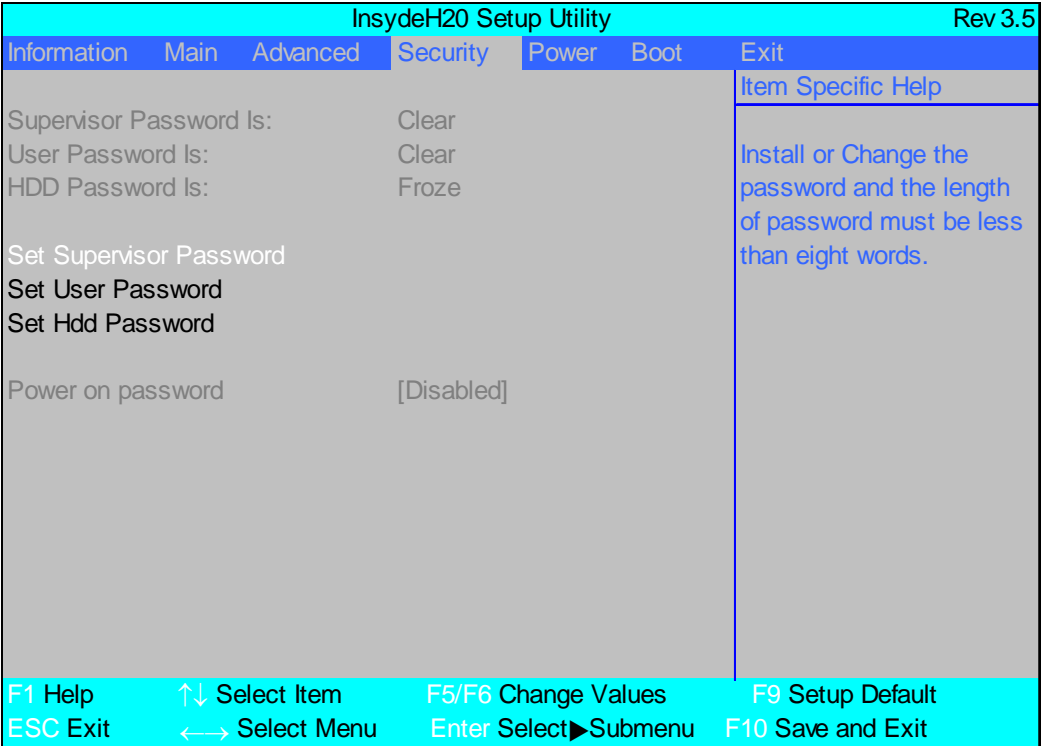 InsydeH20 Setup Utility Rev 3.5
Information Main Advanced Security Power Boot Exit
Item Specific Help
Supervisor Password Is: Clear
User Password Is: Clear
HDD Password Is: Froze
Install or Change the
password and the length
of password must be less
than eight words.
Set Supervisor Password
Set User Password
Set Hdd Password
Power on password [Disabled]
F1 Help ↑↓ Select Item F5/F6 Change Values F9 Setup Default
ESC Exit ←→ Select Menu Enter Select▶Submenu F10 Save and Exit